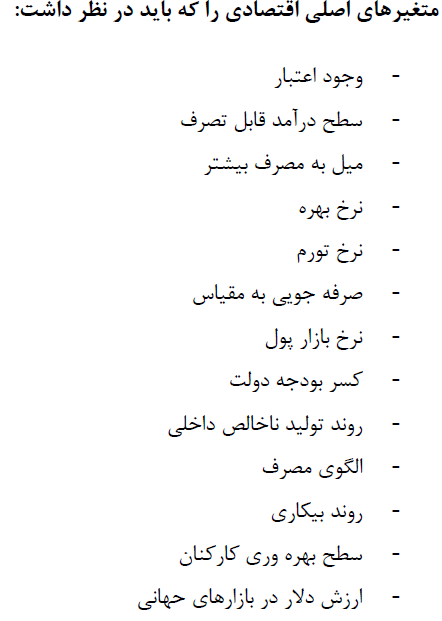 متغیرهای اصلی اقتصادی را که باید در نظر داشت:
- وجود اعتبار
- سطح درآمد قابل تصرف
- میل به مصرف بیشتر
- نرخ بهره
- نرخ تورم
- صرفه جویی به مقیاس
- نرخ بازار پول
- کسر بودجه دولت
- روند تولید ناخالص داخلی
- الگوی مصرف
- روند بیکاری
- سطح بهره وری کارکنان
- ارزش دلار در بازارهای حهانی